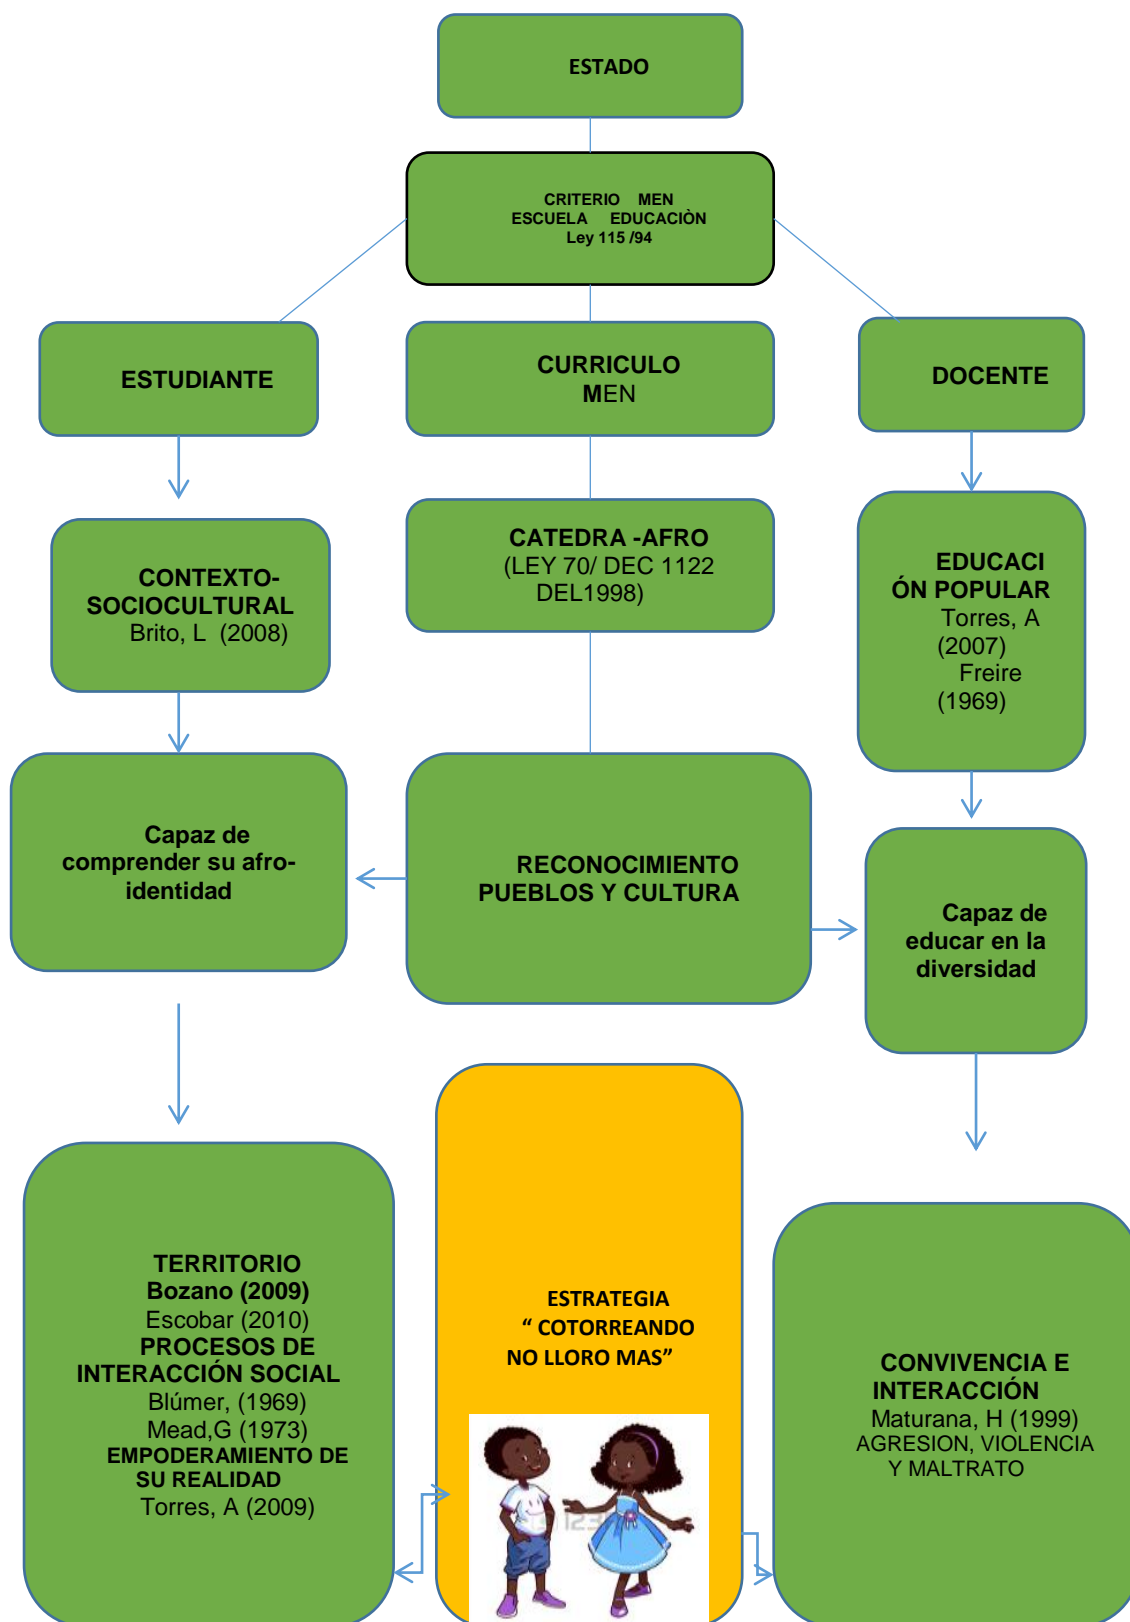 ESTADO
CRITERIO MEN
ESCUELA EDUCACIÒN
Ley 115 /94
ESTUDIANTE
CURRICULO
MEN
DOCENTE
CONTEXTO-
SOCIOCULTURAL
Brito, L (2008)
CATEDRA -AFRO
(LEY 70/ DEC 1122
DEL1998)
EDUCACI
ÓN POPULAR
Torres, A
(2007)
Freire
(1969)
Capaz de
comprender su afro-
identidad
RECONOCIMIENTO
PUEBLOS Y CULTURA
Capaz de
educar en la
diversidad
TERRITORIO
Bozano (2009)
Escobar (2010)
PROCESOS DE
INTERACCIÓN SOCIAL
Blúmer, (1969)
Mead,G (1973)
EMPODERAMIENTO DE
SU REALIDAD
Torres, A (2009)
ESTRATEGIA
“ COTORREANDO
NO LLORO MAS”
CONVIVENCIA E
INTERACCIÓN
Maturana, H (1999)
AGRESION, VIOLENCIA
Y MALTRATO